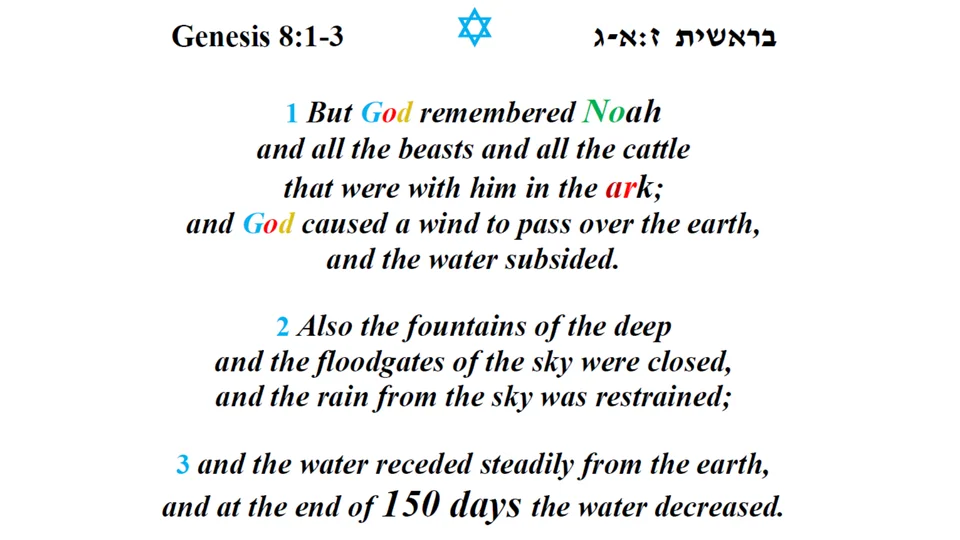 Genesis 8:1-3
בראשית ז:א-ג
1 But God remembered Noah
and all the beasts and all the cattle
that were with him in the ark;
and God caused a wind to pass over the earth,
and the water subsided.
2 Also the fountains of the deep
and the floodgates of the sky were closed,
and the rain from the sky was restrained;
3 and the water receded steadily from the earth,
and at the end of 150 days the water decreased.